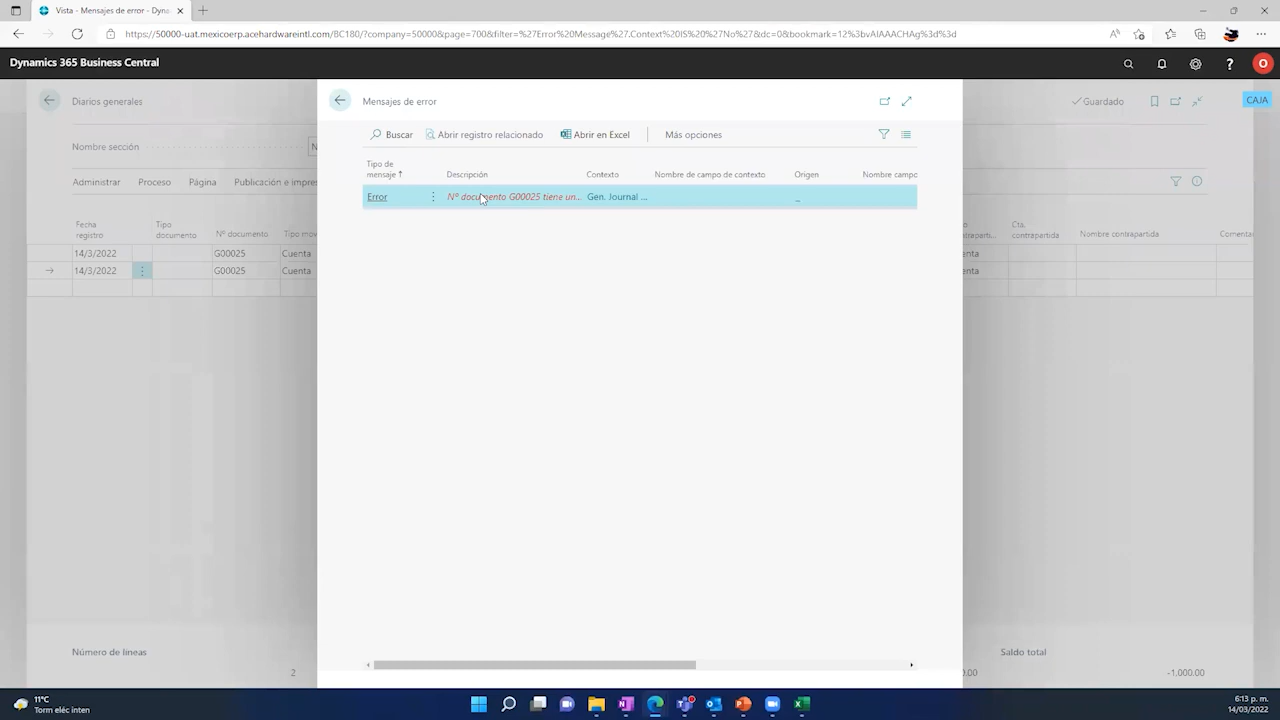 Vista - Mensajes de error - Dyna
https://50000-uat.mexicoerp.acehardwareintl.com/BC180/?company=50000&page=700&filter=%27Error%20Message%27.Context%20IS%20%27No%27&dc=0&bookmark=12%3bvAIAAACHAg%3d%3d
Dynamics 365 Business Central
O
Diarios generales
Mensajes de error
Guardado
CAJA
Buscar
Abrir registro relacionado
Abrir en Excel
Más opciones
Nombre sección
N
Administrar
Proceso
Página
Publicación e impres
Tipo de mensaje ↑
Descripción
Contexto
Nombre de campo de contexto
Origen
Nombre campo
Error
Nº documento G00025 tiene un...
Gen. Journal ...
_
Fecha registro
Tipo documento
Nº documento
Tipo mov
Cta. contrapartida
Nombre contrapartida
Comentar
14/3/2022
G00025
Cuenta
enta
14/3/2022
G00025
Cuenta
enta
Número de líneas
2
Saldo total
-1,000.00
11°C
Torm eléc inten
6:13 p. m.
14/03/2022